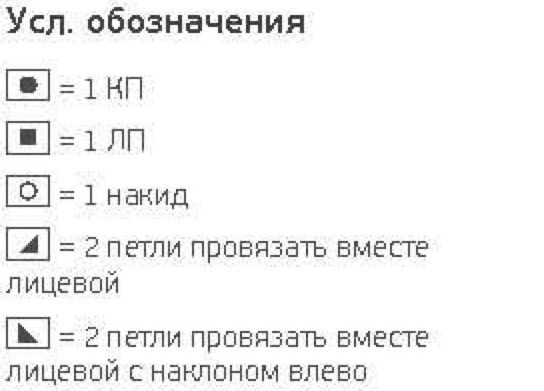 Усл. обозначения
= 1 КП
= 1 ЛП
= 1 накид
= 2 петли провязать вместе
лицевой
= 2 петли провязать вместе
лицевой с наклоном влево